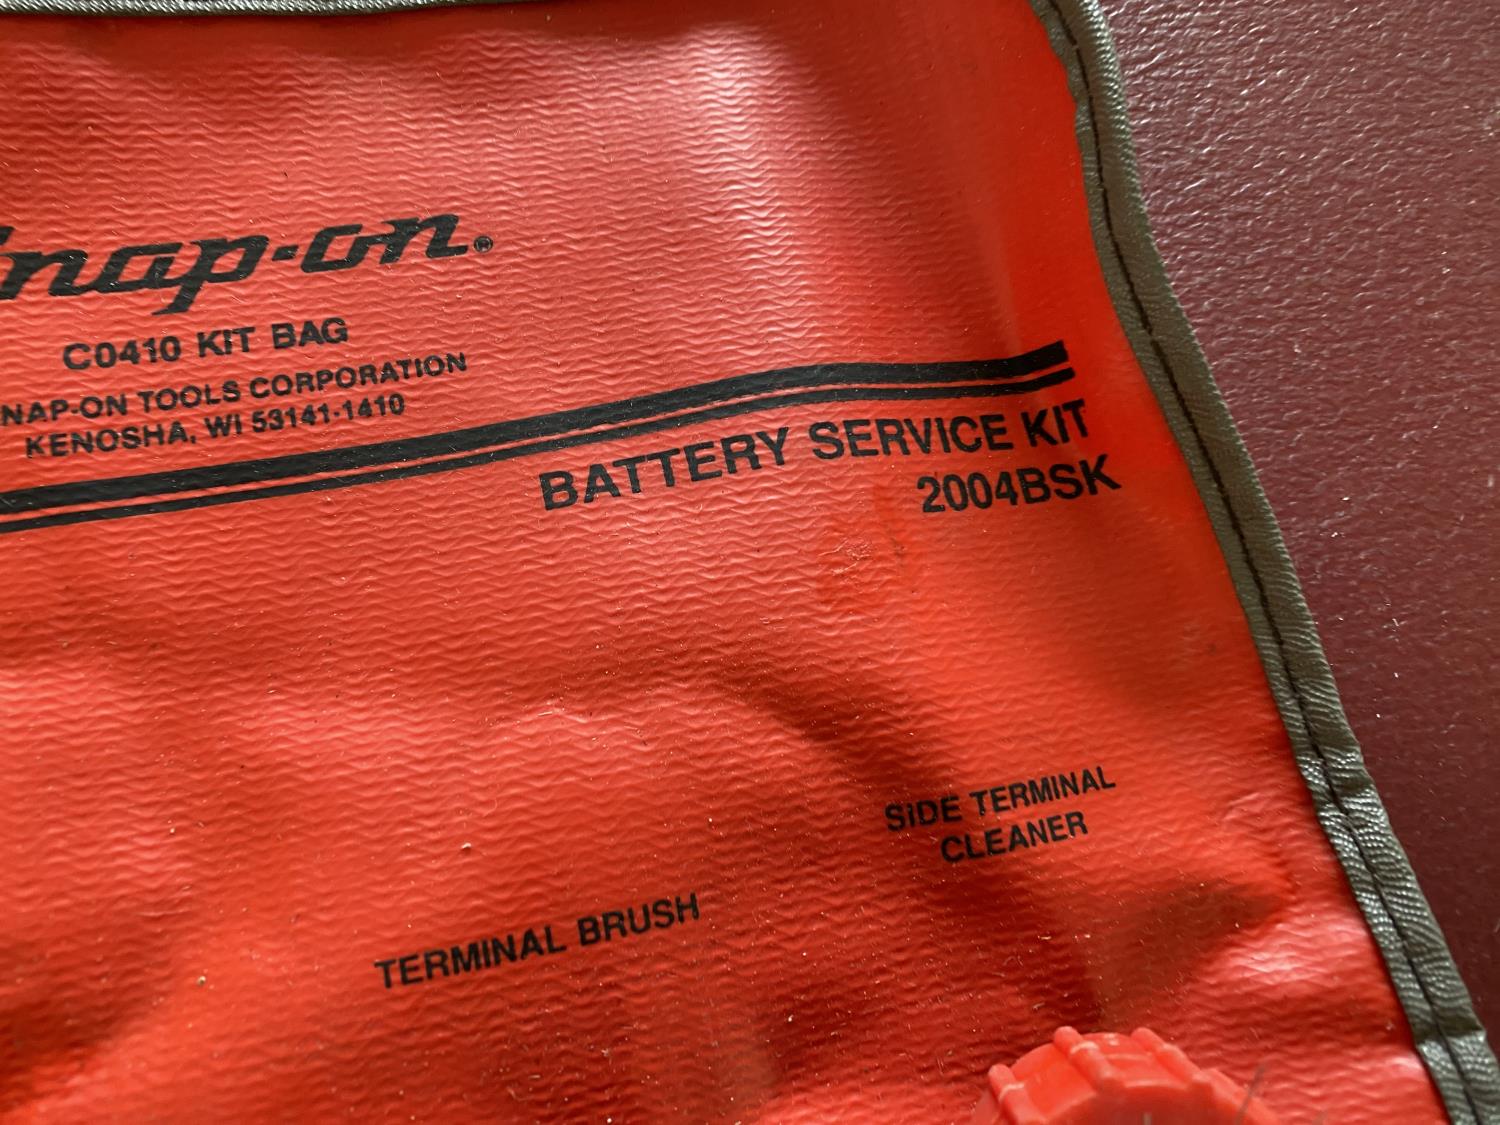 Snap-on®
C0410 KIT BAG
NAP-ON TOOLS CORPORATION
KENOSHA, WI 53141-1410
BATTERY SERVICE KIT
2004BSK
SIDE TERMINAL
CLEANER
TERMINAL BRUSH